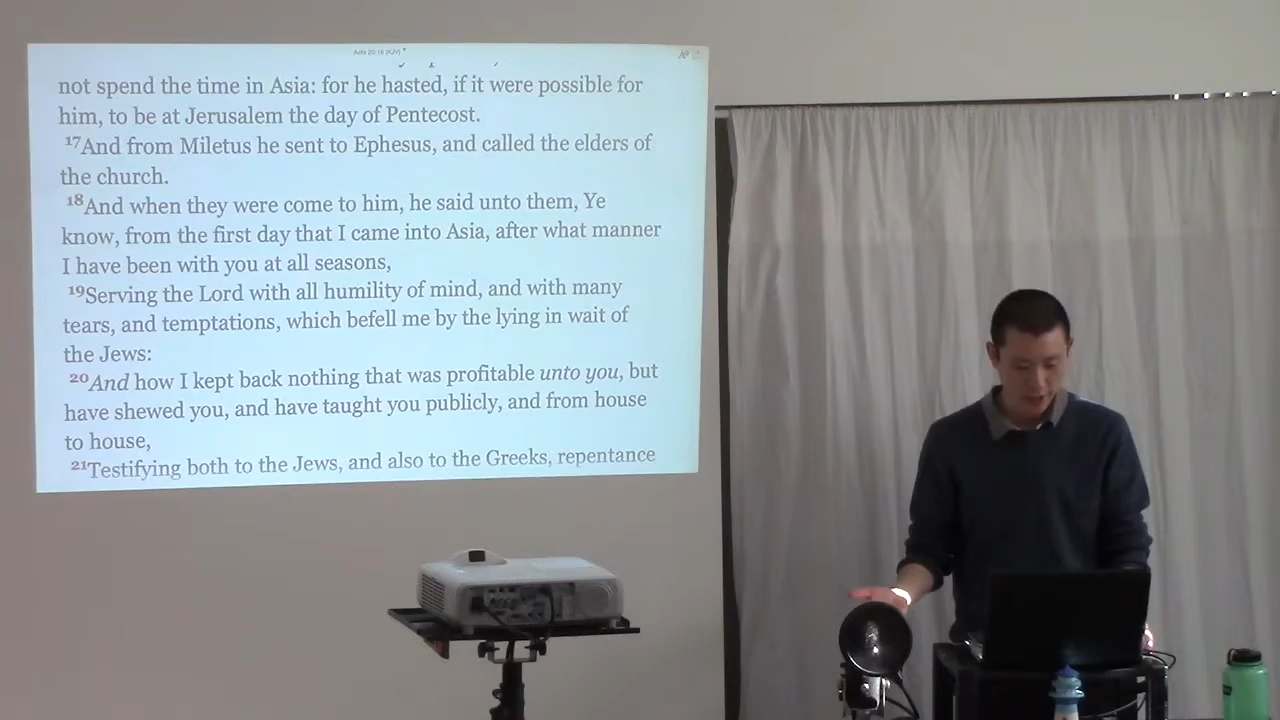 Acts 20:16 (KJV)
not spend the time in Asia: for he hasted, if it were possible for
him, to be at Jerusalem the day of Pentecost.
17And from Miletus he sent to Ephesus, and called the elders of
the church.
18And when they were come to him, he said unto them, Ye
know, from the first day that I came into Asia, after what manner
I have been with you at all seasons,
19Serving the Lord with all humility of mind, and with many
tears, and temptations, which befell me by the lying in wait of
the Jews:
20And how I kept back nothing that was profitable unto you, but
have shewed you, and have taught you publicly, and from house
to house,
21Testifying both to the Jews, and also to the Greeks, repentance